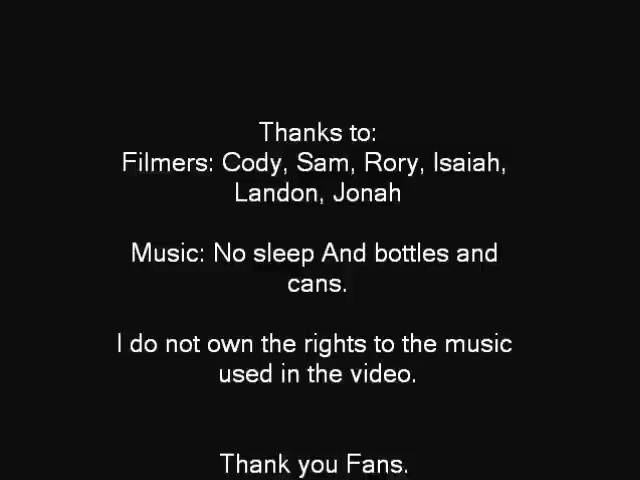 Thanks to:
Filmers: Cody, Sam, Rory, Isaiah,
Landon, Jonah
Music: No sleep And bottles and
cans.
I do not own the rights to the music
used in the video.
Thank you Fans.